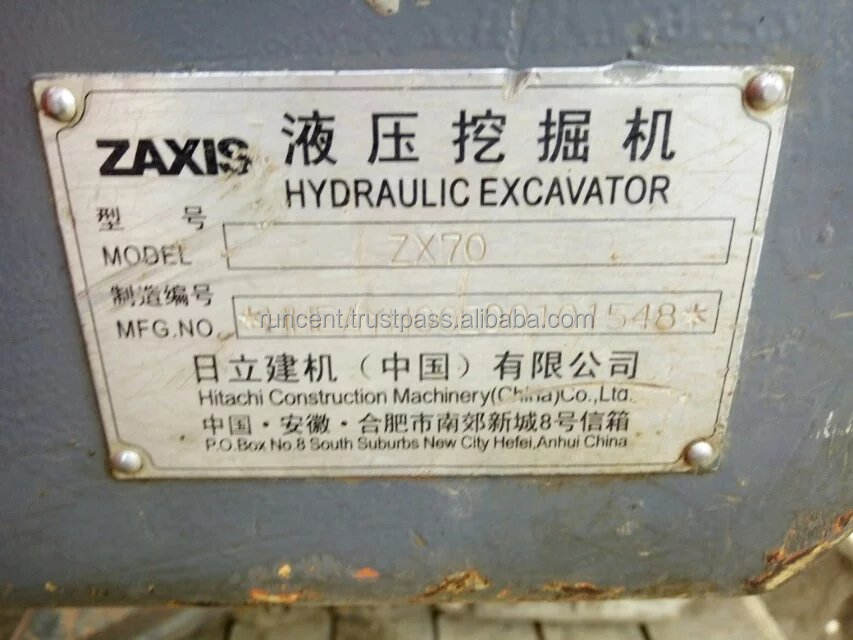 ZAXIS 液压挖掘机
HYDRAULIC EXCAVATOR
型号
MODEL ZX70
制造编号
MFG.NO.
runcent.trustpass.alibaba.com
日立建机（中国）有限公司
Hitachi Construction Machinery(China)Co.,Ltd.
中国·安徽·合肥市南郊新城8号信箱
P.O.Box No.8 South Suburbs New City Hefei,Anhui China